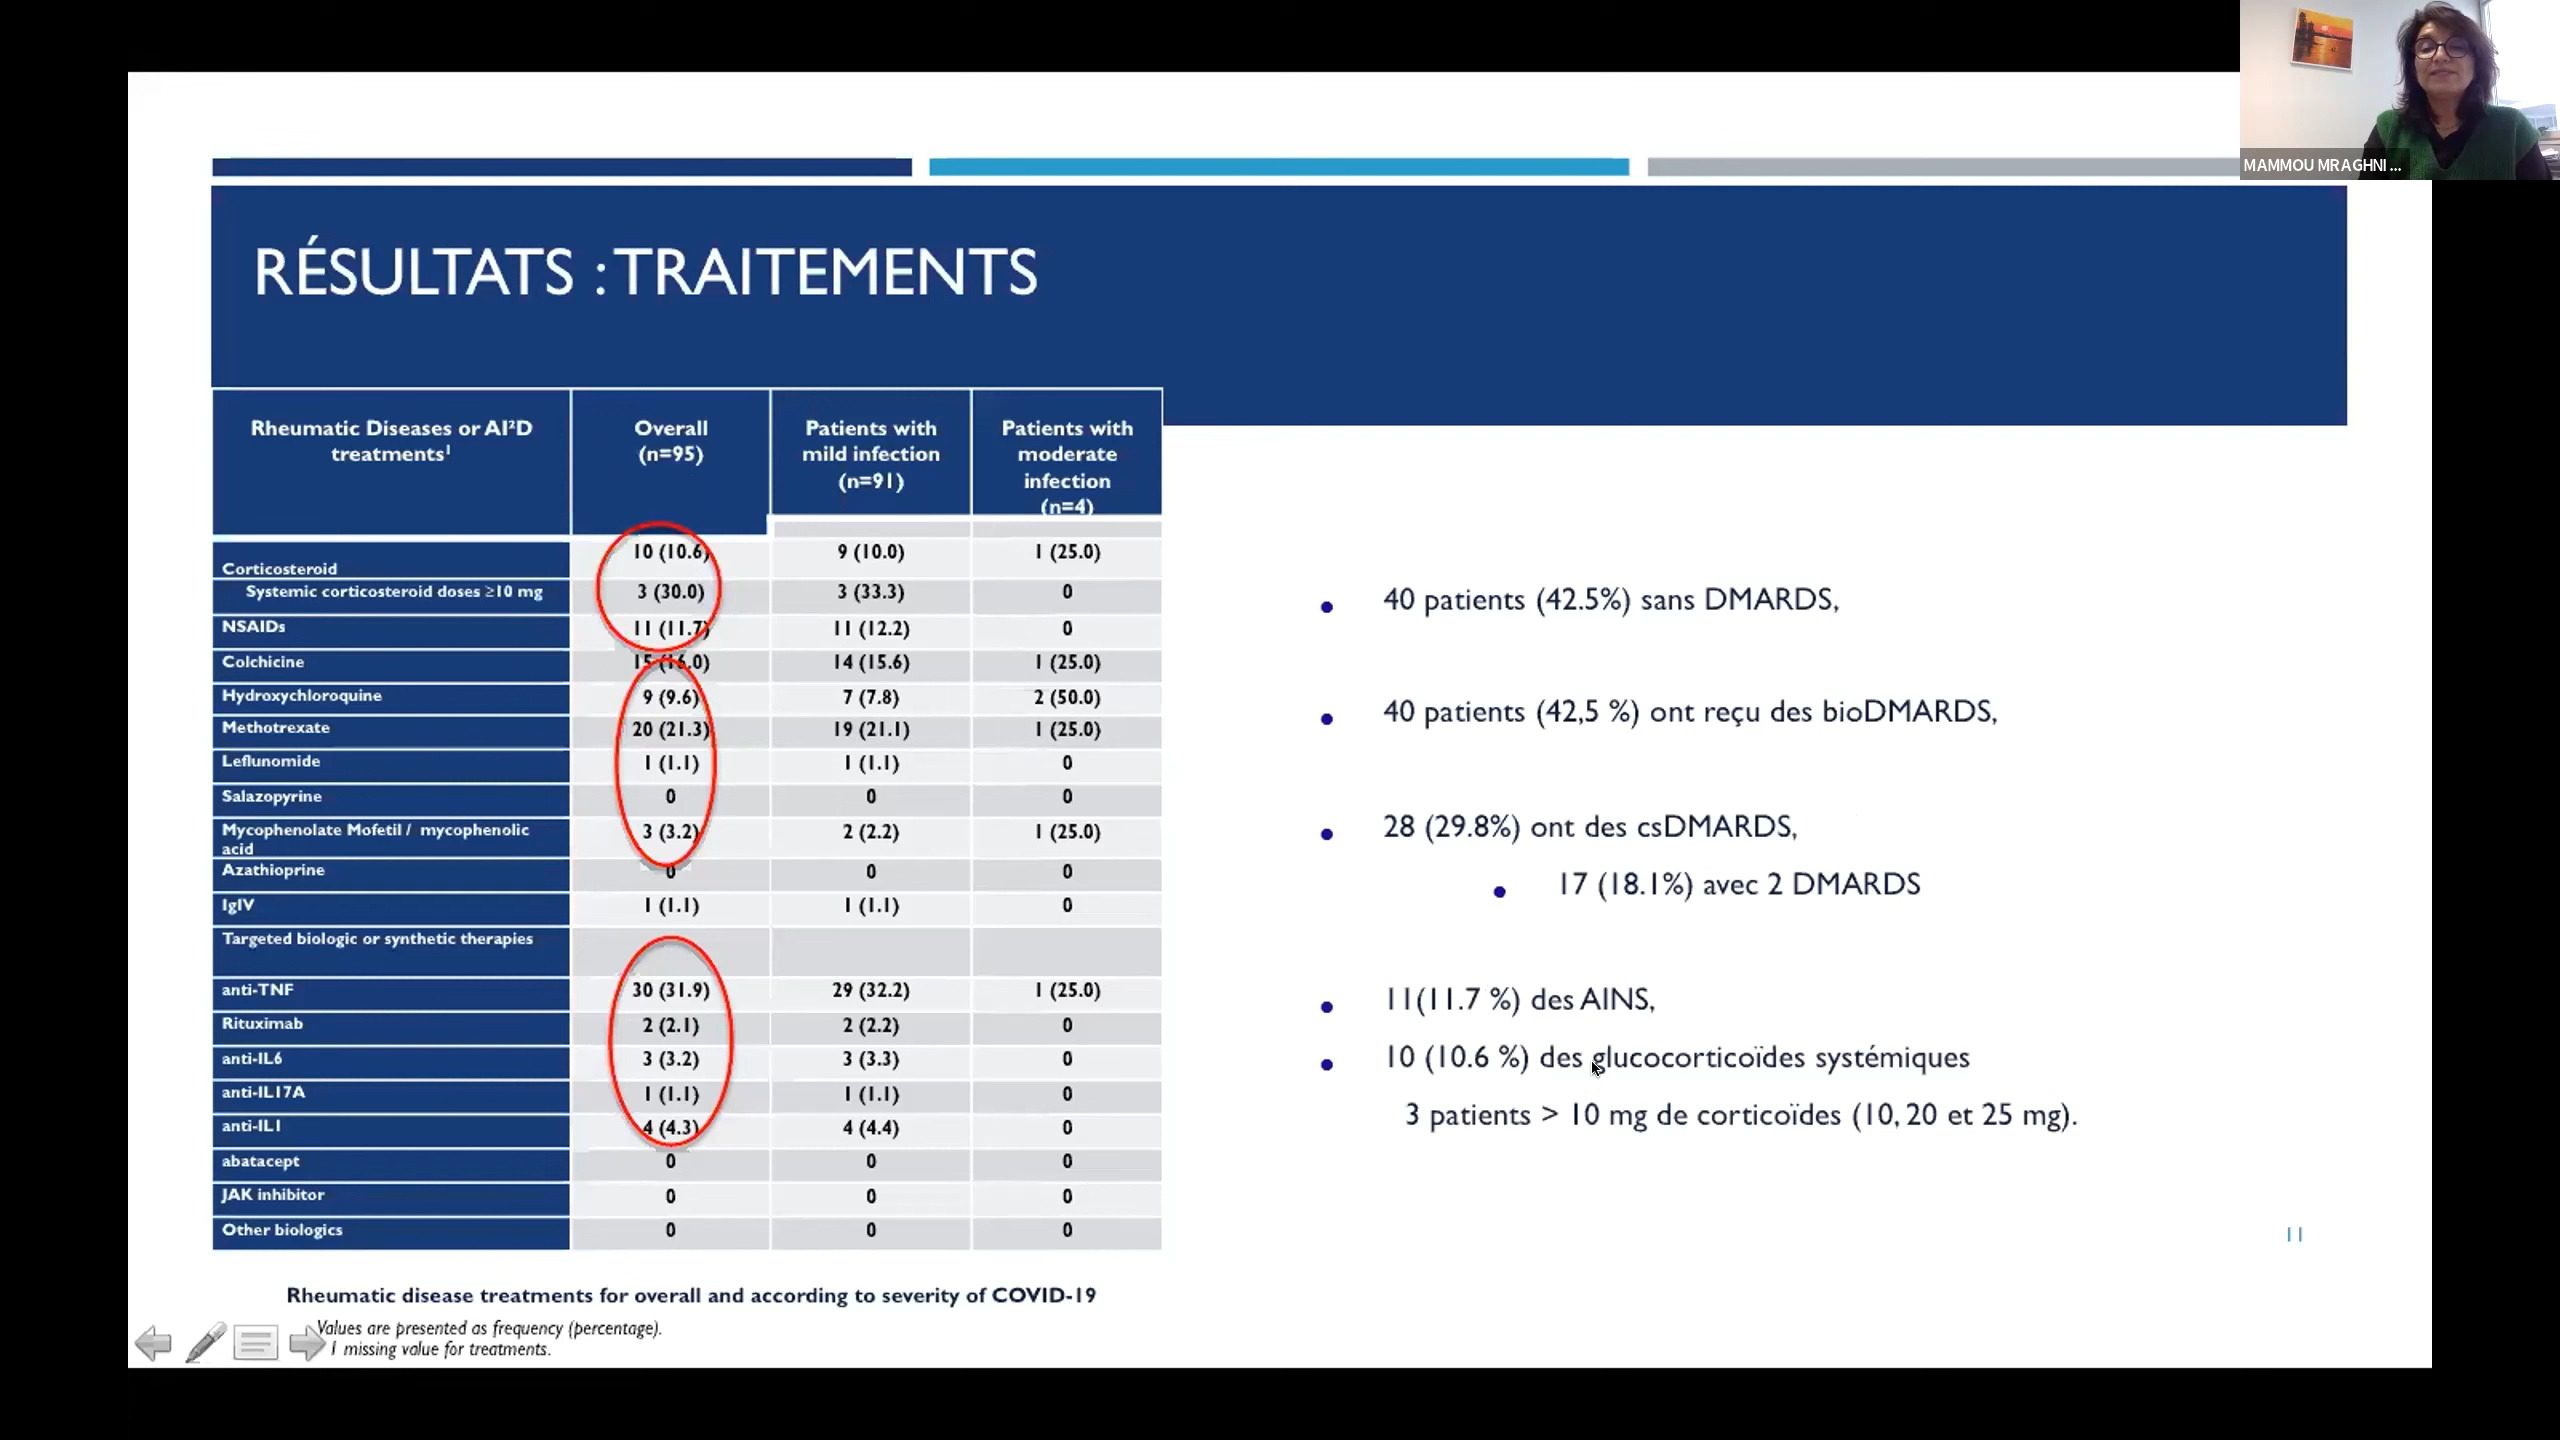 MAMMOU MRAGHNI ...
RÉSULTATS : TRAITEMENTS
Rheumatic Diseases or AI²D treatments¹ Overall (n=95) Patients with mild infection (n=91) Patients with moderate infection (n=4)
Corticosteroid 10 (10.6) 9 (10.0) 1 (25.0)
Systemic corticosteroid doses ≥10 mg 3 (30.0) 3 (33.3) 0
NSAIDs 11 (11.7) 11 (12.2) 0
Colchicine 15 (16.0) 14 (15.6) 1 (25.0)
Hydroxychloroquine 9 (9.6) 7 (7.8) 2 (50.0)
Methotrexate 20 (21.3) 19 (21.1) 1 (25.0)
Leflunomide 1 (1.1) 1 (1.1) 0
Salazopyrine 0 0 0
Mycophenolate Mofetil / mycophenolic acid 3 (3.2) 2 (2.2) 1 (25.0)
Azathioprine 0 0 0
IgIV 1 (1.1) 1 (1.1) 0
Targeted biologic or synthetic therapies
anti-TNF 30 (31.9) 29 (32.2) 1 (25.0)
Rituximab 2 (2.1) 2 (2.2) 0
anti-IL6 3 (3.2) 3 (3.3) 0
anti-IL17A 1 (1.1) 1 (1.1) 0
anti-IL1 4 (4.3) 4 (4.4) 0
abatacept 0 0 0
JAK inhibitor 0 0 0
Other biologics 0 0 0
Rheumatic disease treatments for overall and according to severity of COVID-19
Values are presented as frequency (percentage).
1 missing value for treatments.
• 40 patients (42.5%) sans DMARDS,
• 40 patients (42,5 %) ont reçu des bioDMARDS,
• 28 (29.8%) ont des csDMARDS,
• 17 (18.1%) avec 2 DMARDS
• 11(11.7 %) des AINS,
• 10 (10.6 %) des glucocorticoïdes systémiques
3 patients > 10 mg de corticoïdes (10, 20 et 25 mg).
11